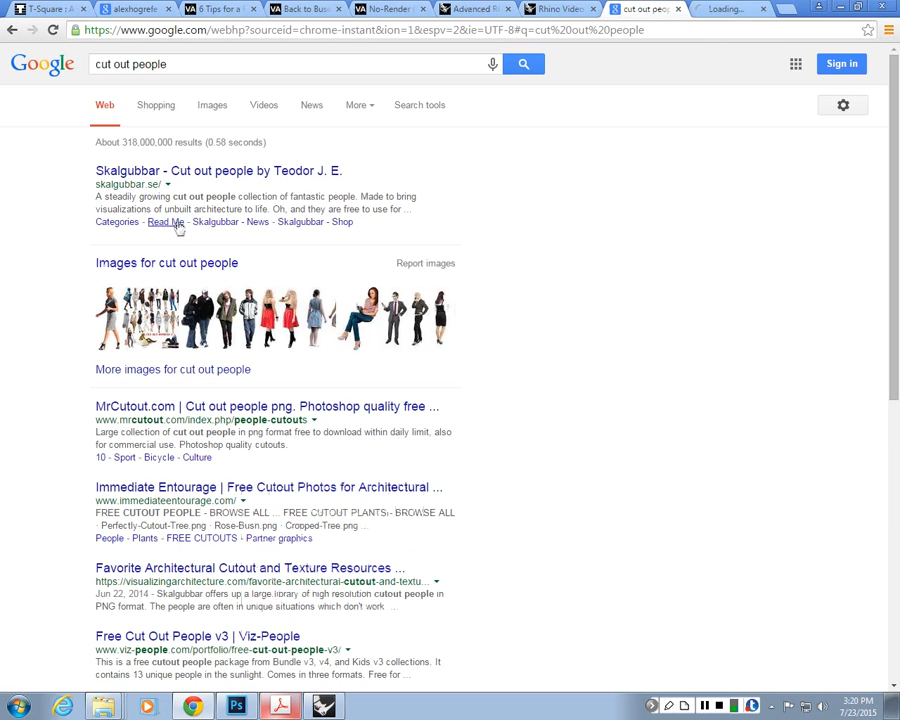 T-Square : A
alexhogrefe
6 Tips for a
Back to Buse
No-Render
Advanced R
Rhino Video
cut out peop
Loading...
https://www.google.com/webhp?sourceid=chrome-instant&ion=1&espv=2&ie=UTF-8#q=cut%20out%20people
Google
cut out people
Sign in
Web Shopping Images Videos News More Search tools
About 318,000,000 results (0.58 seconds)
Skalgubbar - Cut out people by Teodor J. E.
skalgubbar.se/
A steadily growing cut out people collection of fantastic people. Made to bring
visualizations of unbuilt architecture to life. Oh, and they are free to use for ...
Categories - Read Me - Skalgubbar - News - Skalgubbar - Shop
Images for cut out people Report images
More images for cut out people
MrCutout.com | Cut out people png. Photoshop quality free ...
www.mrcutout.com/index.php/people-cutouts
Large collection of cut out people in png format free to download within daily limit, also
for commercial use. Photoshop quality cutouts.
10 - Sport - Bicycle - Culture
Immediate Entourage | Free Cutout Photos for Architectural ...
www.immediateentourage.com/
FREE CUTOUT PEOPLE - BROWSE ALL ... FREE CUTOUT PLANTS - BROWSE ALL
· Perfectly-Cutout-Tree.png · Rose-Bush.png · Cropped-Tree.png ...
People - Plants - FREE CUTOUTS - Partner graphics
Favorite Architectural Cutout and Texture Resources ...
https://visualizingarchitecture.com/favorite-architectural-cutout-and-textu...
Jun 22, 2014 - Skalgubbar offers up a large library of high resolution cutout people in
PNG format. The people are often in unique situations which don't work ...
Free Cut Out People v3 | Viz-People
www.viz-people.com/portfolio/free-cut-out-people-v3/
This is a free cutout people package from Bundle v3, v4, and Kids v3 collections. It
contains 13 unique people in the sunlight. Comes in three formats. Free for ...
Ps
3:20 PM
7/23/2015